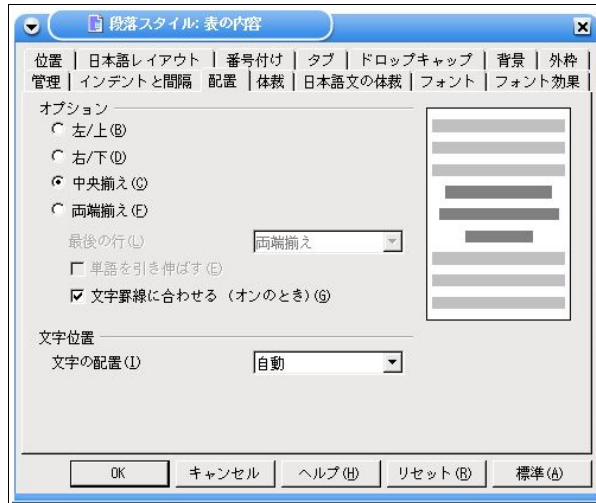 段落スタイル: 表の内容
位置 日本語レイアウト 番号付け タブ ドロップキャップ 背景 外枠
管理 インデントと間隔 配置 体裁 日本語文の体裁 フォント フォント効果
オプション
左/上(B)
右/下(D)
中央揃え(C)
両端揃え(F)
最後の行(L) 両端揃え
単語を引き伸ばす(E)
文字罫線に合わせる (オンのとき)(G)
文字位置
文字の配置(I) 自動
OK キャンセル ヘルプ(H) リセット(R) 標準(A)